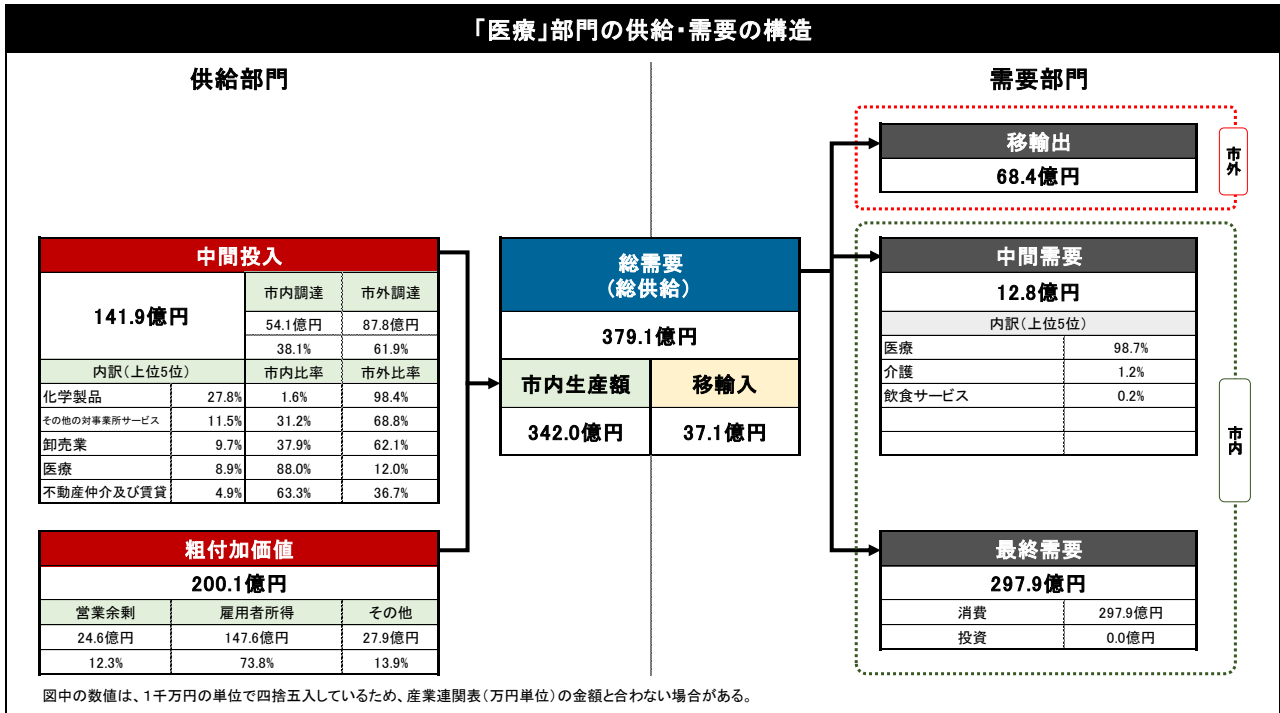 「医療」部門の供給・需要の構造
供給部門
需要部門
移輸出
68.4億円
市外
中間投入
141.9億円
市内調達 市外調達
54.1億円 87.8億円
38.1% 61.9%
内訳(上位5位) 市内比率 市外比率
化学製品 27.8% 1.6% 98.4%
その他の対事業所サービス 11.5% 31.2% 68.8%
卸売業 9.7% 37.9% 62.1%
医療 8.9% 88.0% 12.0%
不動産仲介及び賃貸 4.9% 63.3% 36.7%
粗付加価値
200.1億円
営業余剰 雇用者所得 その他
24.6億円 147.6億円 27.9億円
12.3% 73.8% 13.9%
総需要
(総供給)
379.1億円
市内生産額 移輸入
342.0億円 37.1億円
中間需要
12.8億円
内訳(上位5位)
医療 98.7%
介護 1.2%
飲食サービス 0.2%
市内
最終需要
297.9億円
消費 297.9億円
投資 0.0億円
図中の数値は、1千万円の単位で四捨五入しているため、産業連関表(万円単位)の金額と合わない場合がある。